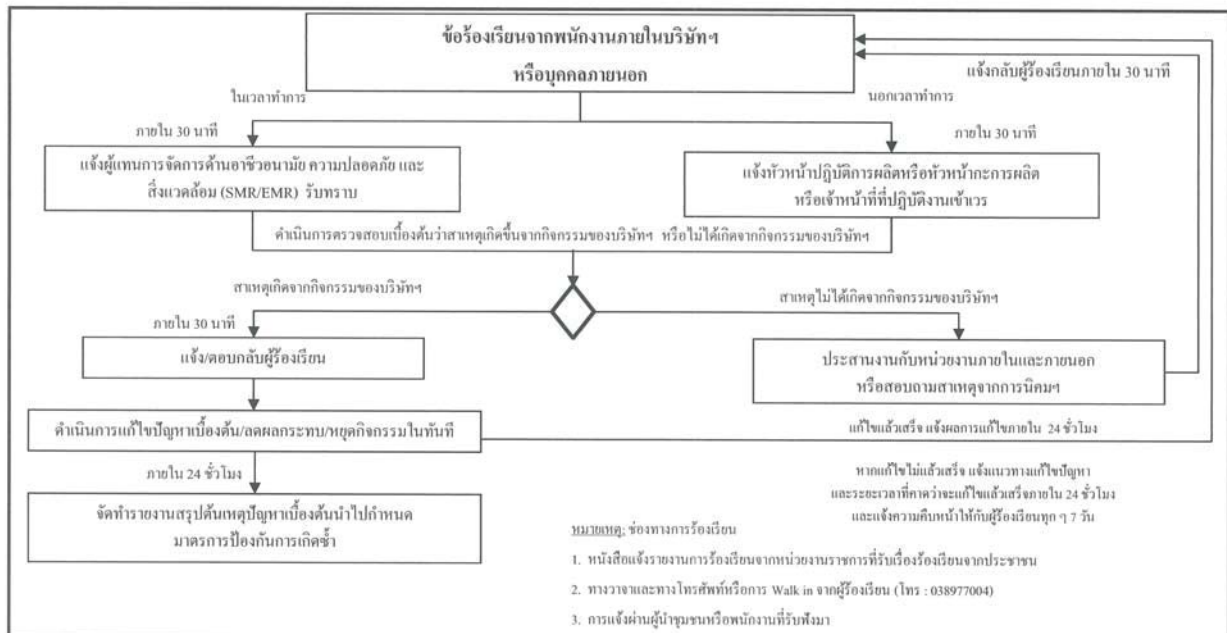 ข้อร้องเรียนจากพนักงานภายในบริษัทฯ
หรือบุคคลภายนอก
แจ้งกลับผู้ร้องเรียนภายใน 30 นาที
ในเวลาทำการ
นอกเวลาทำการ
ภายใน 30 นาที
ภายใน 30 นาที
แจ้งผู้แทนการจัดการด้านอาชีวอนามัย ความปลอดภัย และ
สิ่งแวดล้อม (SMR/EMR) รับทราบ
แจ้งหัวหน้าปฏิบัติการผลิตหรือหัวหน้ากะการผลิต
หรือเจ้าหน้าที่ที่ปฏิบัติงานเข้าเวร
ดำเนินการตรวจสอบเบื้องต้นว่าสาเหตุเกิดขึ้นจากกิจกรรมของบริษัทฯ หรือไม่ได้เกิดจากกิจกรรมของบริษัทฯ
สาเหตุเกิดจากกิจกรรมของบริษัทฯ
สาเหตุไม่ได้เกิดจากกิจกรรมของบริษัทฯ
ภายใน 30 นาที
แจ้ง/ตอบกลับผู้ร้องเรียน
ประสานงานกับหน่วยงานภายในและภายนอก
หรือสอบถามสาเหตุจากการนิคมฯ
ดำเนินการแก้ไขปัญหาเบื้องต้น/ลดผลกระทบ/หยุดกิจกรรมในทันที
แก้ไขแล้วเสร็จ แจ้งผลการแก้ไขภายใน 24 ชั่วโมง
ภายใน 24 ชั่วโมง
หากแก้ไขไม่แล้วเสร็จ แจ้งแนวทางแก้ไขปัญหา
และระยะเวลาที่คาดว่าจะแก้ไขแล้วเสร็จภายใน 24 ชั่วโมง
และแจ้งความคืบหน้าให้กับผู้ร้องเรียนทุก ๆ 7 วัน
จัดทำรายงานสรุปต้นเหตุปัญหาเบื้องต้นนำไปกำหนด
มาตรการป้องกันการเกิดซ้ำ
หมายเหตุ: ช่องทางการร้องเรียน
1. หนังสือแจ้งรายงานการร้องเรียนจากหน่วยงานราชการที่รับเรื่องร้องเรียนจากประชาชน
2. ทางวาจาและทางโทรศัพท์หรือการ Walk in จากผู้ร้องเรียน (โทร : 038977004)
3. การแจ้งผ่านผู้นำชุมชนหรือพนักงานที่รับฟังมา